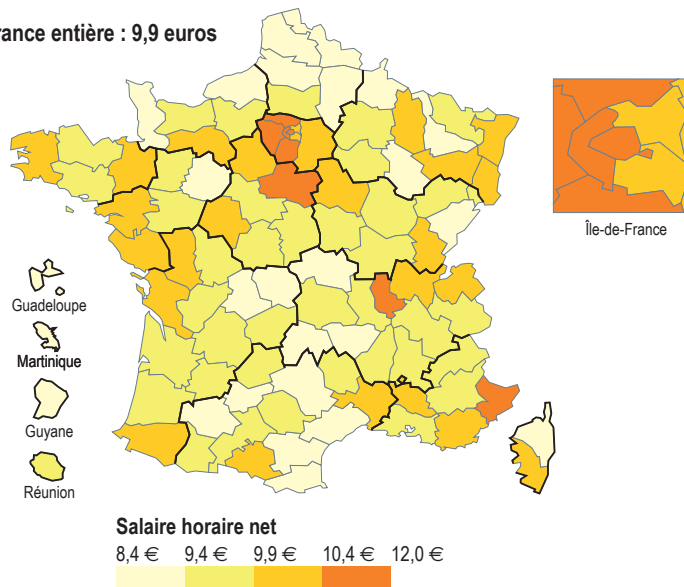 rance entière : 9,9 euros
Île-de-France
Guadeloupe
Martinique
Guyane
Réunion
Salaire horaire net
8,4 € 9,4 € 9,9 € 10,4 € 12,0 €